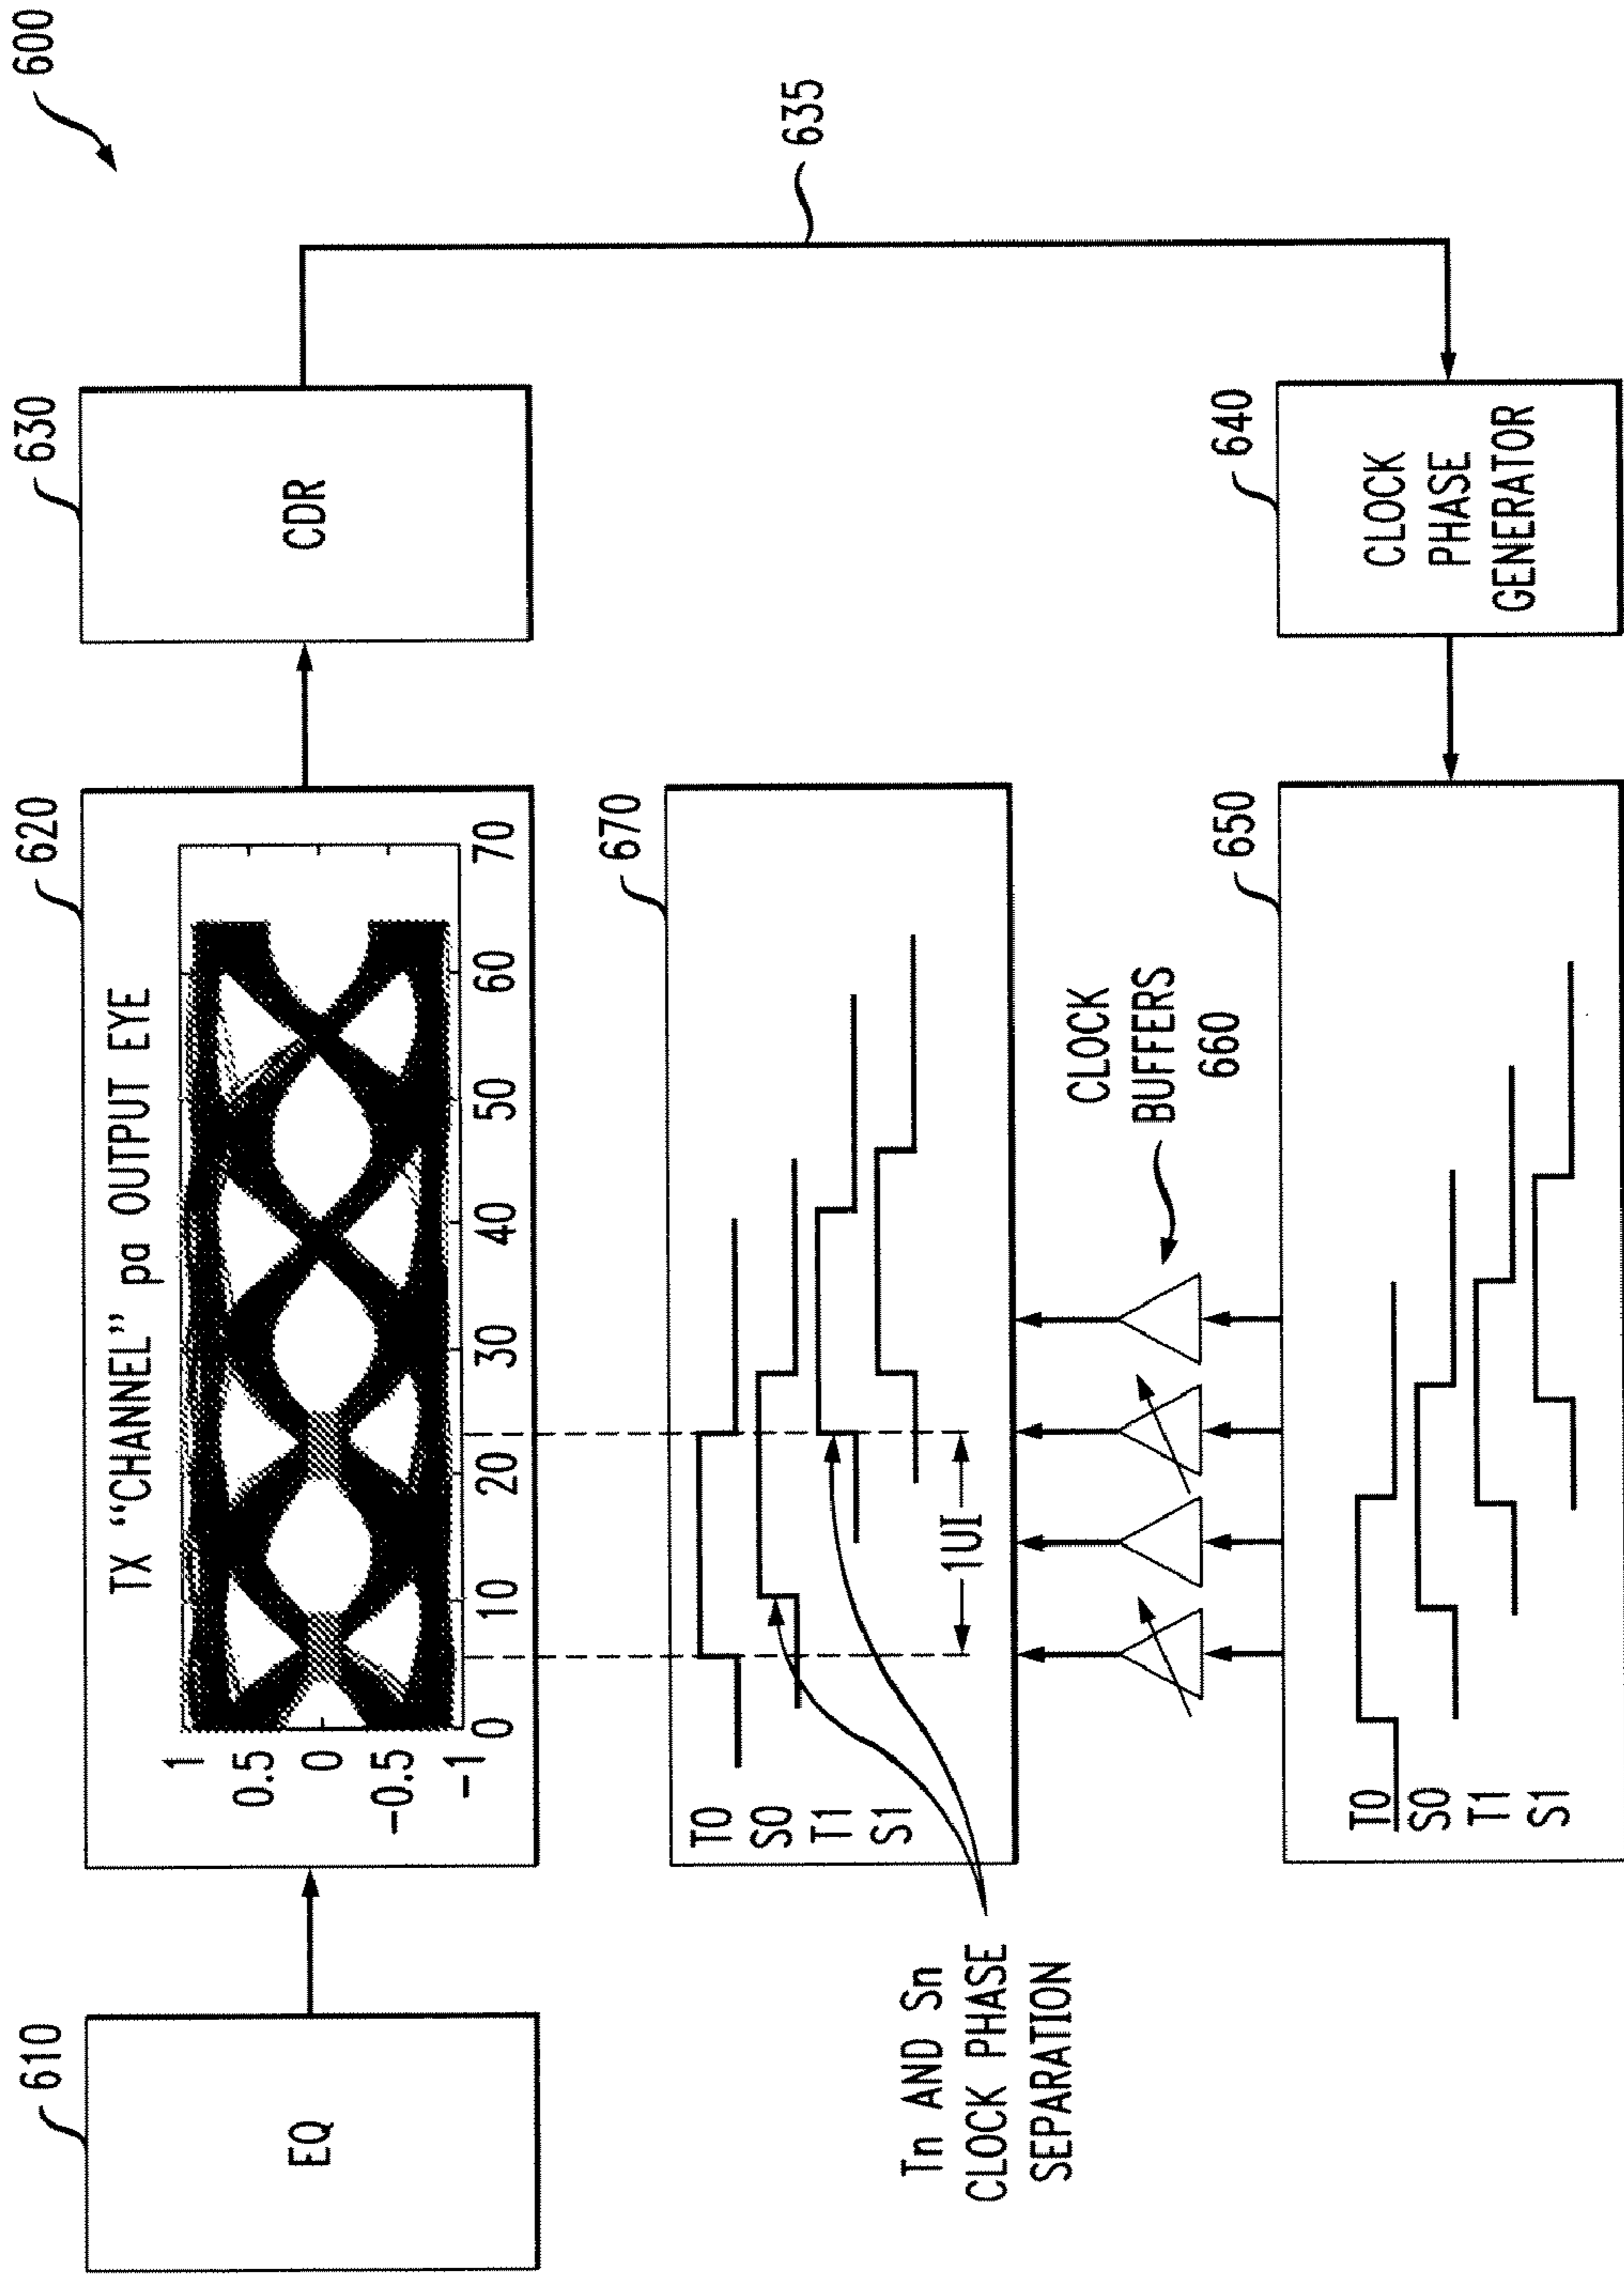 600
610
EQ
620
TX “CHANNEL” pa OUTPUT EYE
1
0.5
0
−0.5
−1
0 10 20 30 40 50 60 70
630
CDR
635
670
T0
S0
T1
S1
1UI
Tn AND Sn
CLOCK PHASE
SEPARATION
CLOCK
BUFFERS
660
650
T0
S0
T1
S1
640
CLOCK
PHASE
GENERATOR